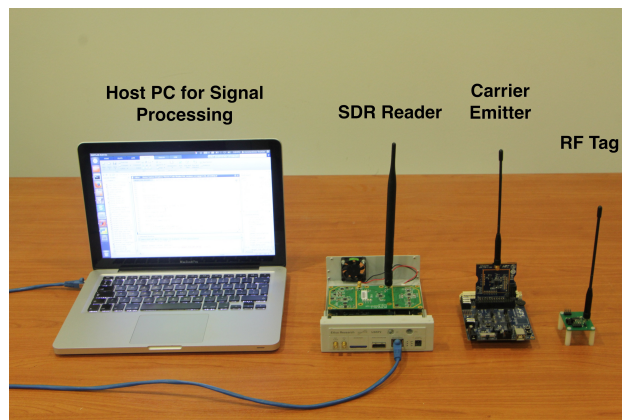 Host PC for Signal
Processing
SDR Reader
Carrier
Emitter
RF Tag